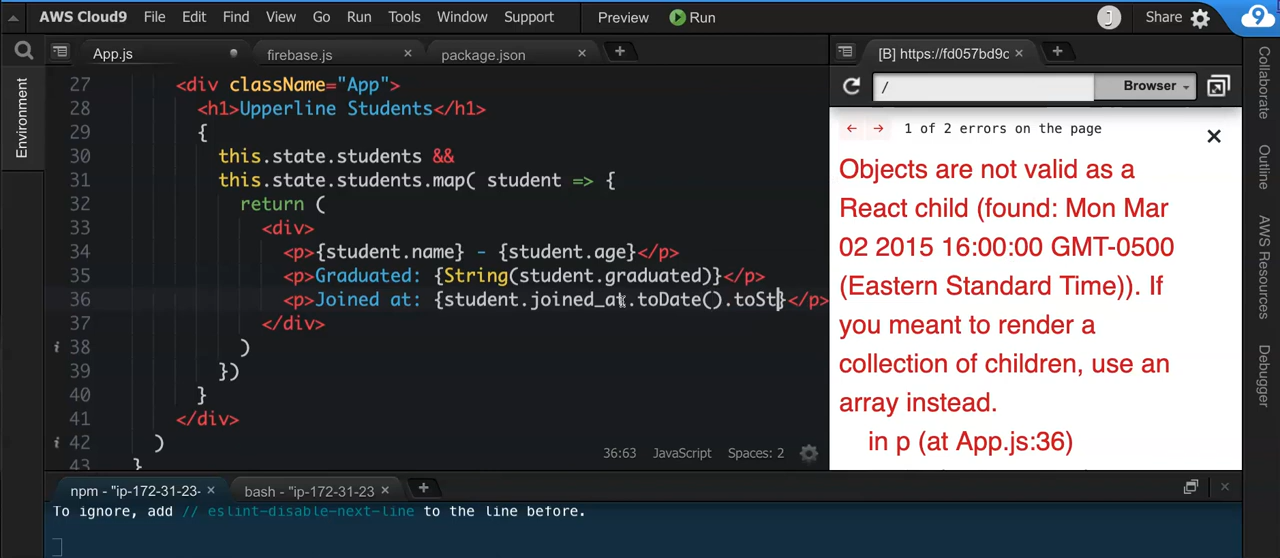 AWS Cloud9 File Edit Find View Go Run Tools Window Support Preview Run J Share 9
App.js firebase.js package.json
27 <div className="App">
28 <h1>Upperline Students</h1>
29 {
30 this.state.students &&
31 this.state.students.map( student => {
32 return (
33 <div>
34 <p>{student.name} - {student.age}</p>
35 <p>Graduated: {String(student.graduated)}</p>
36 <p>Joined at: {student.joined_at.toDate().toSt}</p>
37 </div>
38 )
39 })
40 }
41 </div>
42 )
43 }
36:63 JavaScript Spaces: 2
Environment
[B] https://fd057bd9c
/ Browser
← → 1 of 2 errors on the page ×
Objects are not valid as a
React child (found: Mon Mar
02 2015 16:00:00 GMT-0500
(Eastern Standard Time)). If
you meant to render a
collection of children, use an
array instead.
in p (at App.js:36)
Collaborate
Outline
AWS Resources
Debugger
npm - "ip-172-31-23- bash - "ip-172-31-23
To ignore, add // eslint-disable-next-line to the line before.